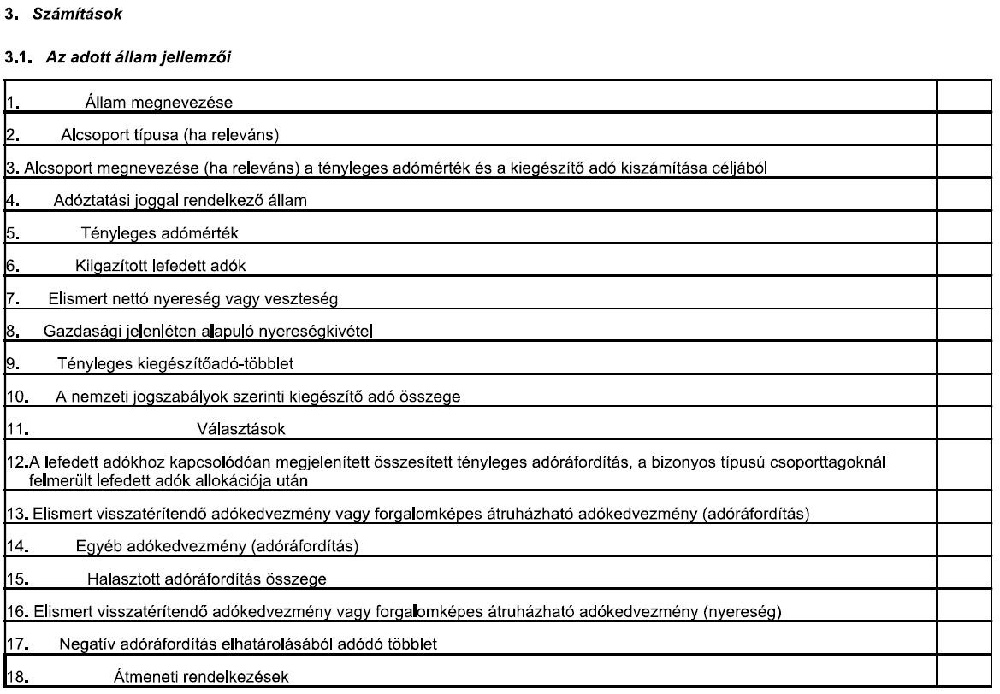 3. Számítások
3.1. Az adott állam jellemzői
1. Állam megnevezése
2. Alcsoport típusa (ha releváns)
3. Alcsoport megnevezése (ha releváns) a tényleges adómérték és a kiegészítő adó kiszámítása céljából
4. Adóztatási joggal rendelkező állam
5. Tényleges adómérték
6. Kiigazított lefedett adók
7. Elismert nettó nyereség vagy veszteség
8. Gazdasági jelenléten alapuló nyereségkivétel
9. Tényleges kiegészítőadó-többlet
10. A nemzeti jogszabályok szerinti kiegészítő adó összege
11. Választások
12. A lefedett adókhoz kapcsolódóan megjelenített összesített tényleges adóráfordítás, a bizonyos típusú csoporttagoknál
felmerült lefedett adók allokációja után
13. Elismert visszatérítendő adókedvezmény vagy forgalomképes átruházható adókedvezmény (adóráfordítás)
14. Egyéb adókedvezmény (adóráfordítás)
15. Halasztott adóráfordítás összege
16. Elismert visszatérítendő adókedvezmény vagy forgalomképes átruházható adókedvezmény (nyereség)
17. Negatív adóráfordítás elhatárolásából adódó többlet
18. Átmeneti rendelkezések